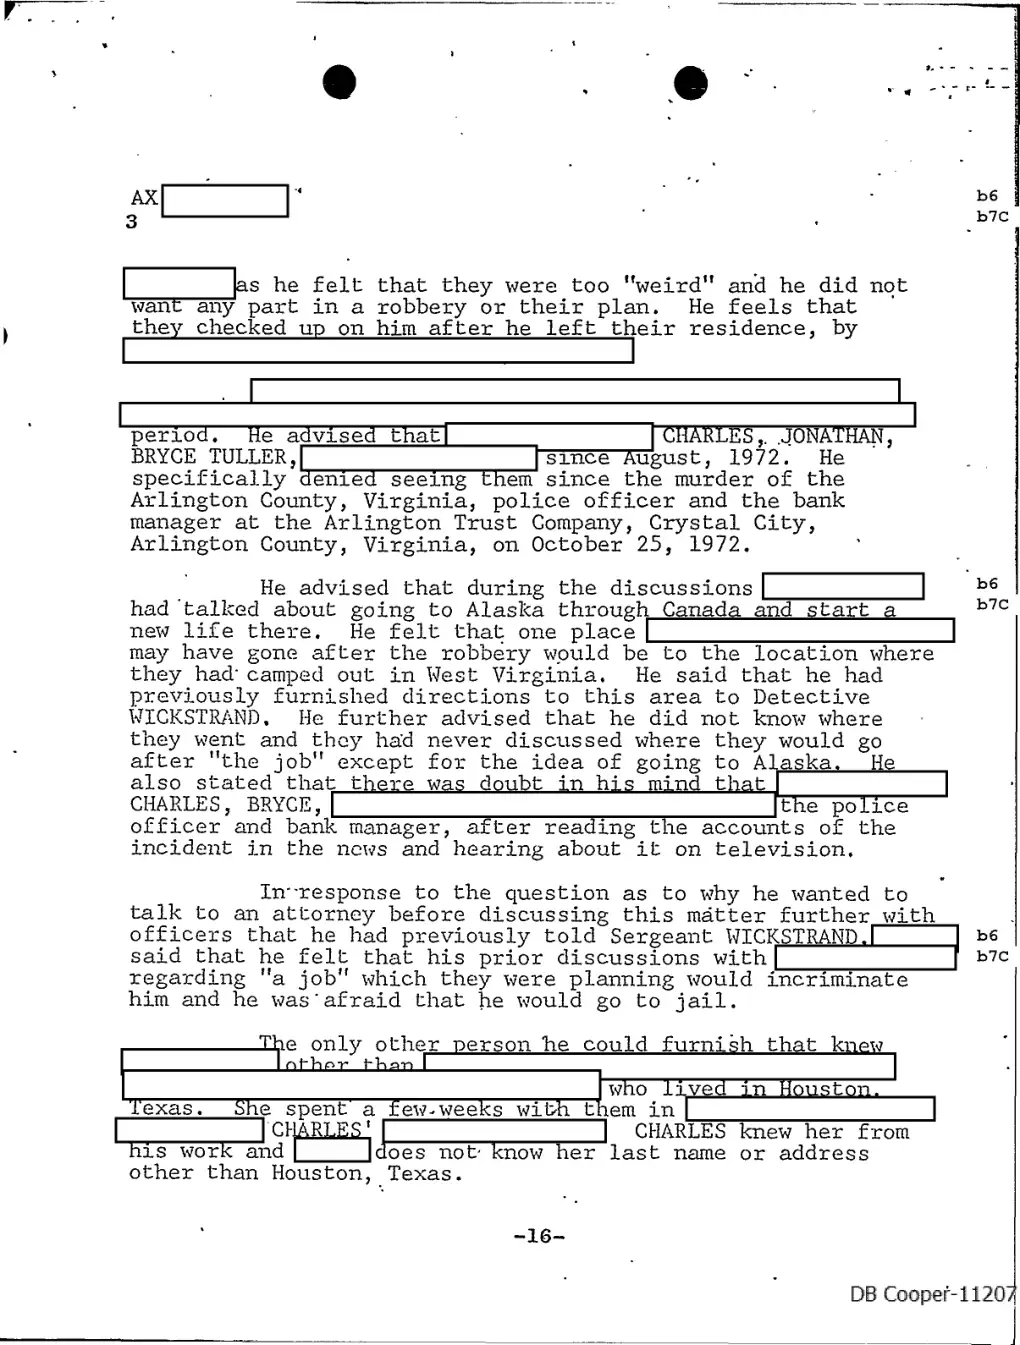 AX
3
b6
b7C
as he felt that they were too "weird" and he did not
want any part in a robbery or their plan. He feels that
they checked up on him after he left their residence, by
period. He advised that CHARLES, JONATHAN,
BRYCE TULLER, since August, 1972. He
specifically denied seeing them since the murder of the
Arlington County, Virginia, police officer and the bank
manager at the Arlington Trust Company, Crystal City,
Arlington County, Virginia, on October 25, 1972.
He advised that during the discussions
b6
b7C
had talked about going to Alaska through Canada and start a
new life there. He felt that one place
may have gone after the robbery would be to the location where
they had camped out in West Virginia. He said that he had
previously furnished directions to this area to Detective
WICKSTRAND. He further advised that he did not know where
they went and they had never discussed where they would go
after "the job" except for the idea of going to Alaska. He
also stated that there was doubt in his mind that
CHARLES, BRYCE, the police
officer and bank manager, after reading the accounts of the
incident in the news and hearing about it on television.
In response to the question as to why he wanted to
talk to an attorney before discussing this matter further with
officers that he had previously told Sergeant WICKSTRAND,
b6
b7C
said that he felt that his prior discussions with
regarding "a job" which they were planning would incriminate
him and he was afraid that he would go to jail.
The only other person he could furnish that knew
other than
who lived in Houston,
Texas. She spent a few weeks with them in
CHARLES' CHARLES knew her from
his work and does not know her last name or address
other than Houston, Texas.
-16-
DB Cooper-11207